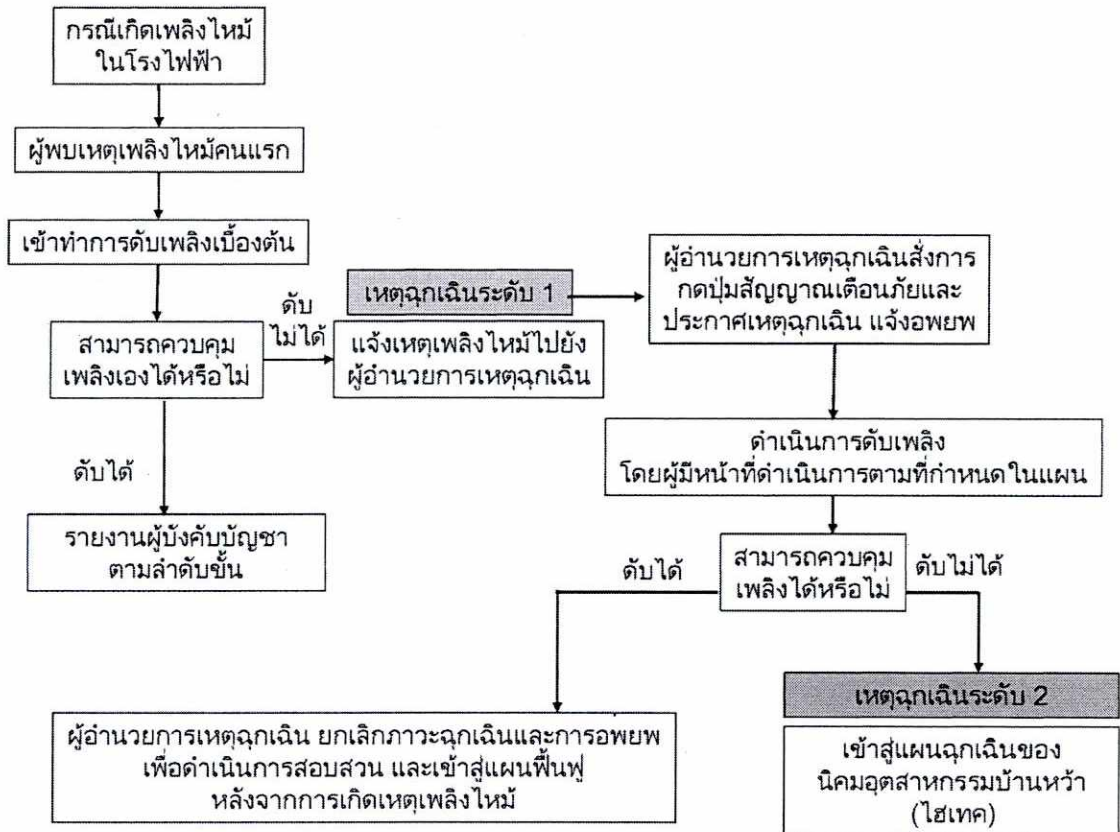 กรณีเกิดเพลิงไหม้
ในโรงไฟฟ้า
ผู้พบเหตุเพลิงไหม้คนแรก
เข้าทำการดับเพลิงเบื้องต้น
สามารถควบคุม
เพลิงเองได้หรือไม่
ดับ
ไม่ได้
เหตุฉุกเฉินระดับ 1
แจ้งเหตุเพลิงไหม้ไปยัง
ผู้อำนวยการเหตุฉุกเฉิน
ดับได้
รายงานผู้บังคับบัญชา
ตามลำดับขั้น
ผู้อำนวยการเหตุฉุกเฉินสั่งการ
กดปุ่มสัญญาณเตือนภัยและ
ประกาศเหตุฉุกเฉิน แจ้งอพยพ
ดำเนินการดับเพลิง
โดยผู้มีหน้าที่ดำเนินการตามที่กำหนดในแผน
สามารถควบคุม
เพลิงได้หรือไม่
ดับได้
ดับไม่ได้
ผู้อำนวยการเหตุฉุกเฉิน ยกเลิกภาวะฉุกเฉินและการอพยพ
เพื่อดำเนินการสอบสวน และเข้าสู่แผนฟื้นฟู
หลังจากการเกิดเหตุเพลิงไหม้
เหตุฉุกเฉินระดับ 2
เข้าสู่แผนฉุกเฉินของ
นิคมอุตสาหกรรมบ้านหว้า
(ไฮเทค)